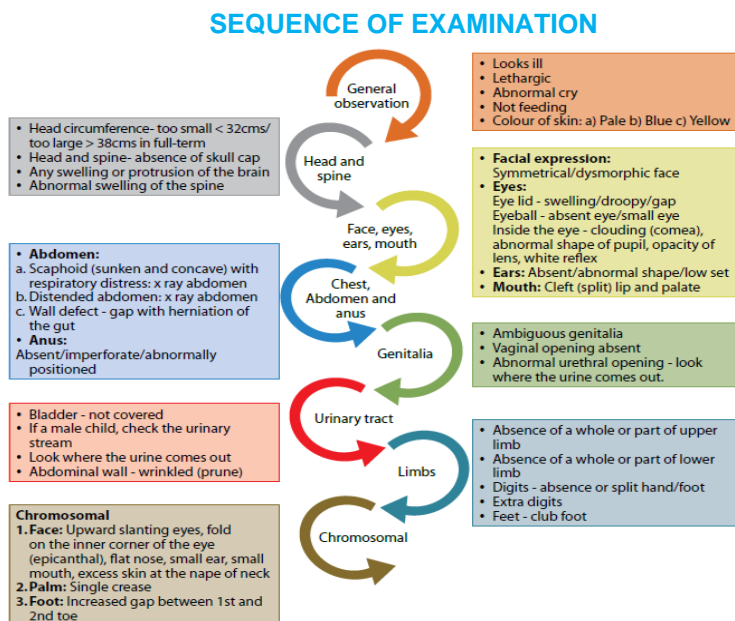 SEQUENCE OF EXAMINATION
General
observation
• Looks ill
• Lethargic
• Abnormal cry
• Not feeding
• Colour of skin: a) Pale b) Blue c) Yellow
• Head circumference- too small < 32cms/
too large > 38cms in full-term
• Head and spine- absence of skull cap
• Any swelling or protrusion of the brain
• Abnormal swelling of the spine
Head and
spine
• Facial expression:
Symmetrical/dysmorphic face
• Eyes:
Eye lid - swelling/droopy/gap
Eyeball - absent eye/small eye
Inside the eye - clouding (comea),
abnormal shape of pupil, opacity of
lens, white reflex
• Ears: Absent/abnormal shape/low set
• Mouth: Cleft (split) lip and palate
Face, eyes,
ears, mouth
• Abdomen:
a. Scaphoid (sunken and concave) with
respiratory distress: x ray abdomen
b. Distended abdomen: x ray abdomen
c. Wall defect - gap with herniation of
the gut
• Anus:
Absent/imperforate/abnormally
positioned
Chest,
Abdomen and
anus
Genitalia
• Ambiguous genitalia
• Vaginal opening absent
• Abnormal urethral opening - look
where the urine comes out.
• Bladder - not covered
• If a male child, check the urinary
stream
• Look where the urine comes out
• Abdominal wall - wrinkled (prune)
Urinary tract
Limbs
• Absence of a whole or part of upper
limb
• Absence of a whole or part of lower
limb
• Digits - absence or split hand/foot
• Extra digits
• Feet - club foot
Chromosomal
1. Face: Upward slanting eyes, fold
on the inner corner of the eye
(epicanthal), flat nose, small ear, small
mouth, excess skin at the nape of neck
2. Palm: Single crease
3. Foot: Increased gap between 1st and
2nd toe
Chromosomal